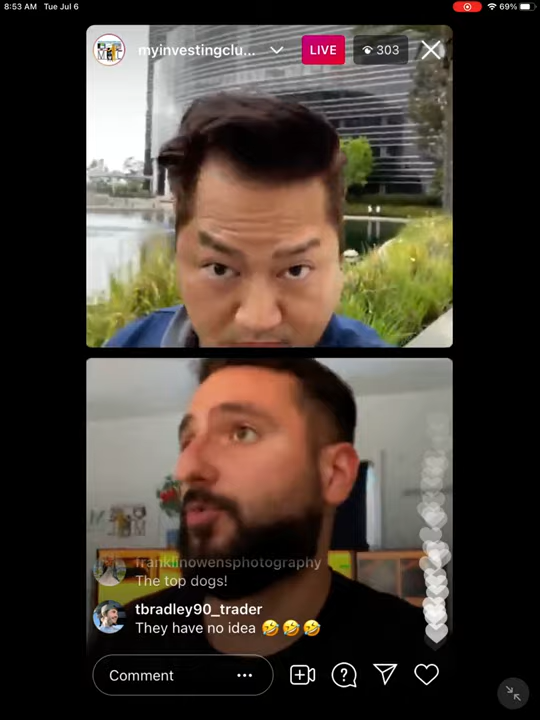 8:53 AM Tue Jul 6
69%
myinvestingclu...
LIVE
303
franklinowensphotography
The top dogs!
tbradley90_trader
They have no idea 🤣🤣🤣
Comment